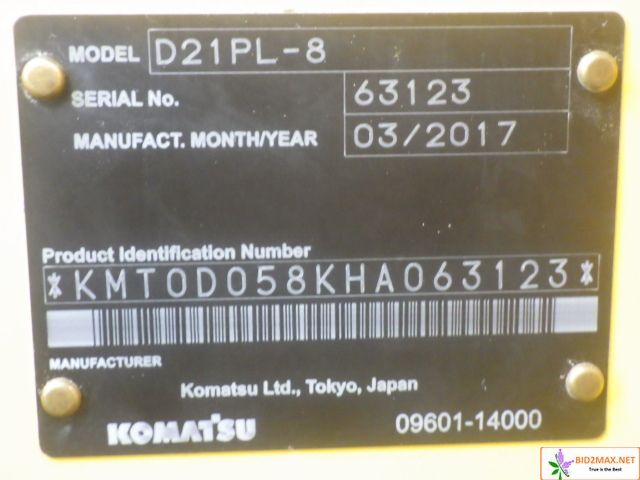 MODEL D21PL-8
SERIAL No. 63123
MANUFACT. MONTH/YEAR 03/2017
Product Identification Number
*KMT0D058KHA063123*
MANUFACTURER
Komatsu Ltd., Tokyo, Japan
KOMATSU 09601-14000
BID2MAX.NET
True is the Best